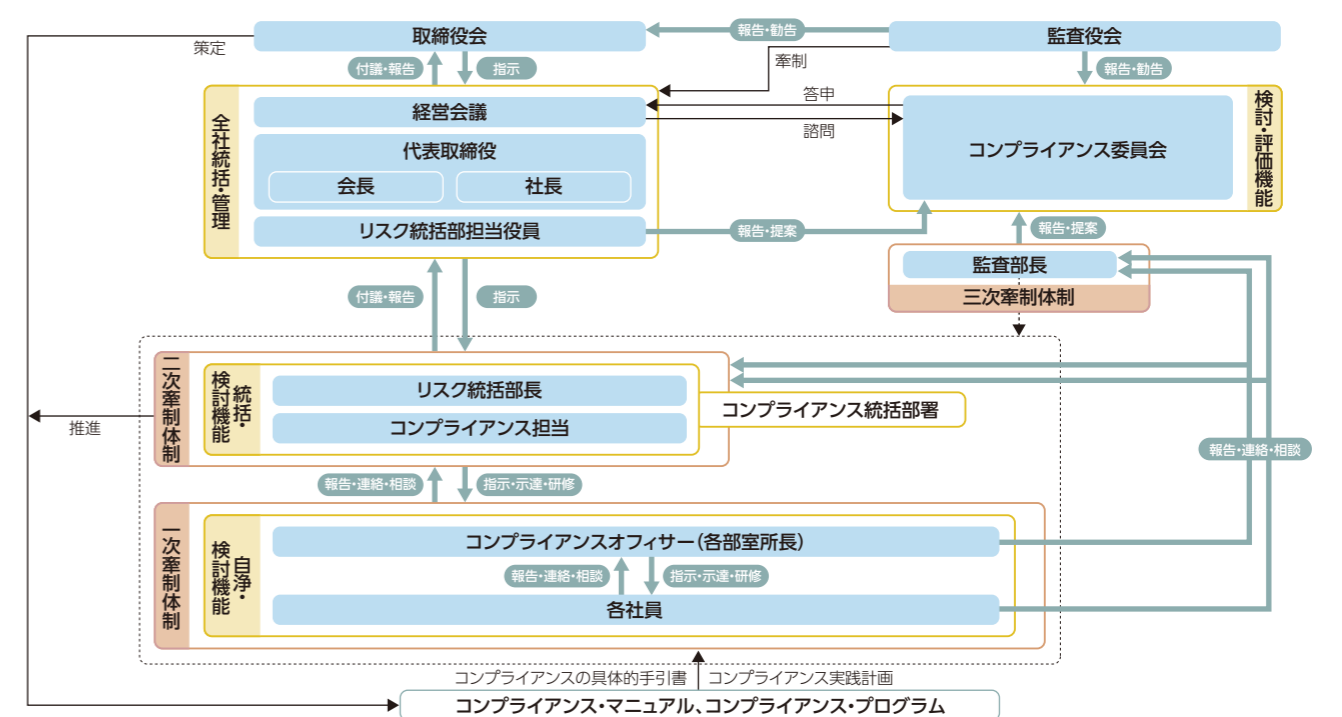 取締役会
報告・勧告
監査役会
策定
付議・報告
指示
牽制
報告・勧告
全社統括・管理
経営会議
答申
諮問
代表取締役
会長
社長
リスク統括部担当役員
コンプライアンス委員会
検討・評価機能
報告・提案
報告・提案
監査部長
三次牽制体制
付議・報告
指示
二次牽制体制
統括・
検討機能
リスク統括部長
コンプライアンス担当
コンプライアンス統括部署
推進
報告・連絡・相談
報告・連絡・相談
指示・示達・研修
一次牽制体制
自浄・
検討機能
コンプライアンスオフィサー（各部室所長）
報告・連絡・相談
指示・示達・研修
各社員
コンプライアンスの具体的手引書
コンプライアンス実践計画
コンプライアンス・マニュアル、コンプライアンス・プログラム